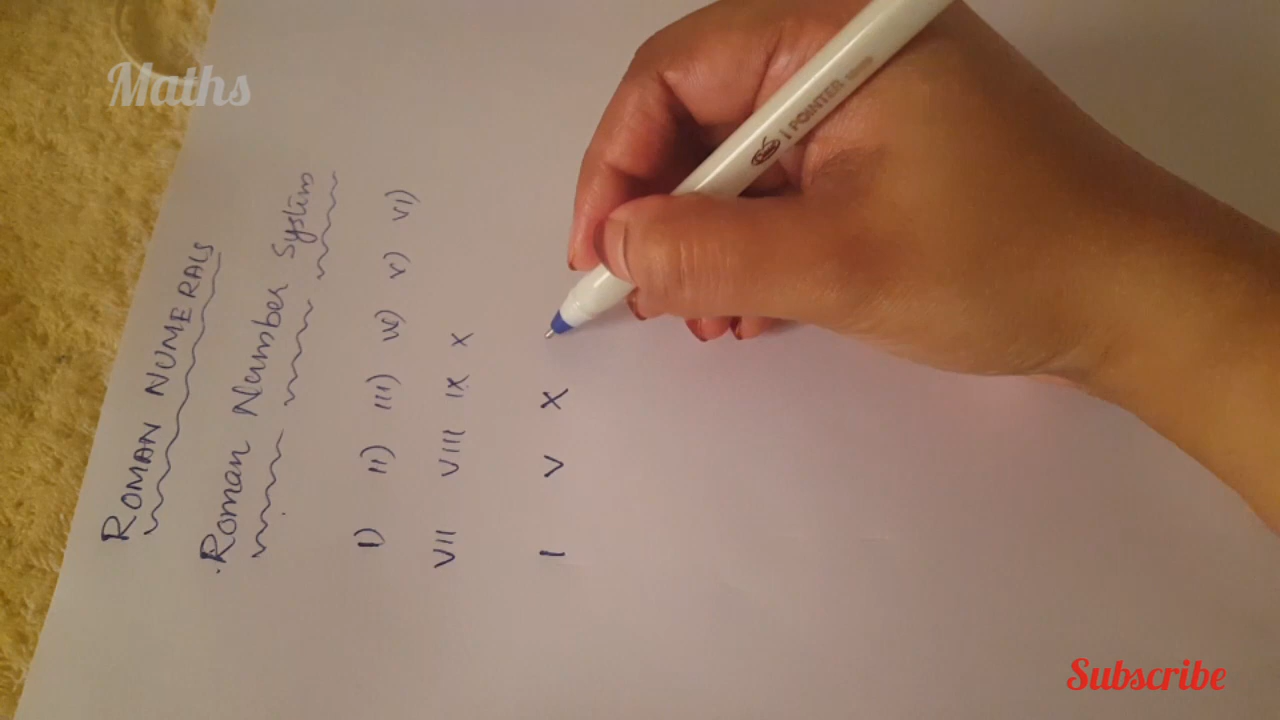 Maths
ROMAN NUMERALS
Roman Number System
I) II) III) IV) V) VI)
VII VIII IX X
I V X
POINTER
Subscribe